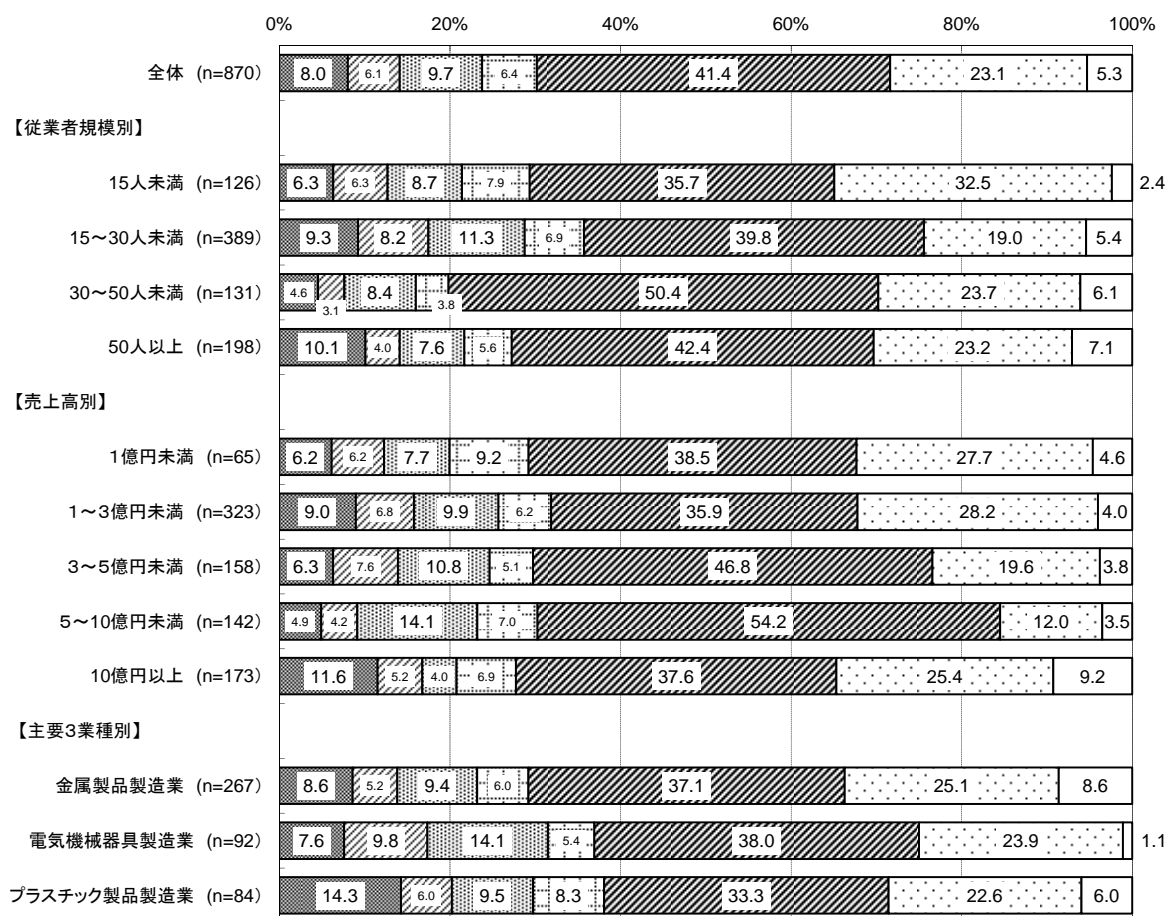 0% 20% 40% 60% 80% 100%
全体 (n=870) 8.0 6.1 9.7 6.4 41.4 23.1 5.3
【従業者規模別】
15人未満 (n=126) 6.3 6.3 8.7 7.9 35.7 32.5 2.4
15～30人未満 (n=389) 9.3 8.2 11.3 6.9 39.8 19.0 5.4
30～50人未満 (n=131) 4.6 3.1 8.4 3.8 50.4 23.7 6.1
50人以上 (n=198) 10.1 4.0 7.6 5.6 42.4 23.2 7.1
【売上高別】
１億円未満 (n=65) 6.2 6.2 7.7 9.2 38.5 27.7 4.6
１～３億円未満 (n=323) 9.0 6.8 9.9 6.2 35.9 28.2 4.0
３～５億円未満 (n=158) 6.3 7.6 10.8 5.1 46.8 19.6 3.8
５～10億円未満 (n=142) 4.9 4.2 14.1 7.0 54.2 12.0 3.5
10億円以上 (n=173) 11.6 5.2 4.0 6.9 37.6 25.4 9.2
【主要３業種別】
金属製品製造業 (n=267) 8.6 5.2 9.4 6.0 37.1 25.1 8.6
電気機械器具製造業 (n=92) 7.6 9.8 14.1 5.4 38.0 23.9 1.1
プラスチック製品製造業 (n=84) 14.3 6.0 9.5 8.3 33.3 22.6 6.0